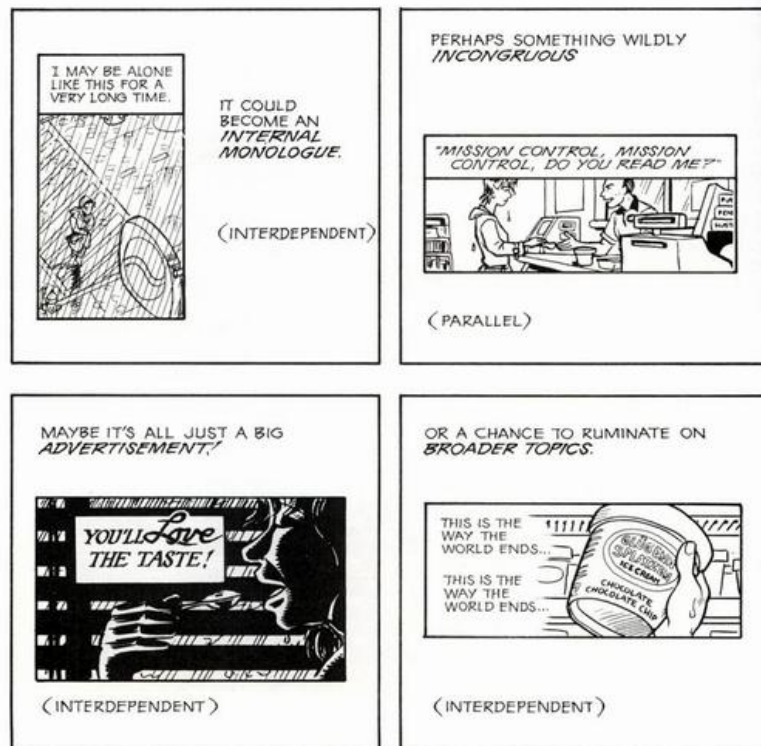 I MAY BE ALONE
LIKE THIS FOR A
VERY LONG TIME.
IT COULD
BECOME AN
INTERNAL
MONOLOGUE.
(INTERDEPENDENT)
PERHAPS SOMETHING WILDLY
INCONGRUOUS
"MISSION CONTROL, MISSION
CONTROL, DO YOU READ ME?"
(PARALLEL)
MAYBE IT'S ALL JUST A BIG
ADVERTISEMENT!
YOU'LL Love
THE TASTE!
(INTERDEPENDENT)
OR A CHANCE TO RUMINATE ON
BROADER TOPICS.
THIS IS THE
WAY THE
WORLD ENDS...
THIS IS THE
WAY THE
WORLD ENDS...
ICE CREAM
CHOCOLATE
CHOCOLATE CHIP
(INTERDEPENDENT)